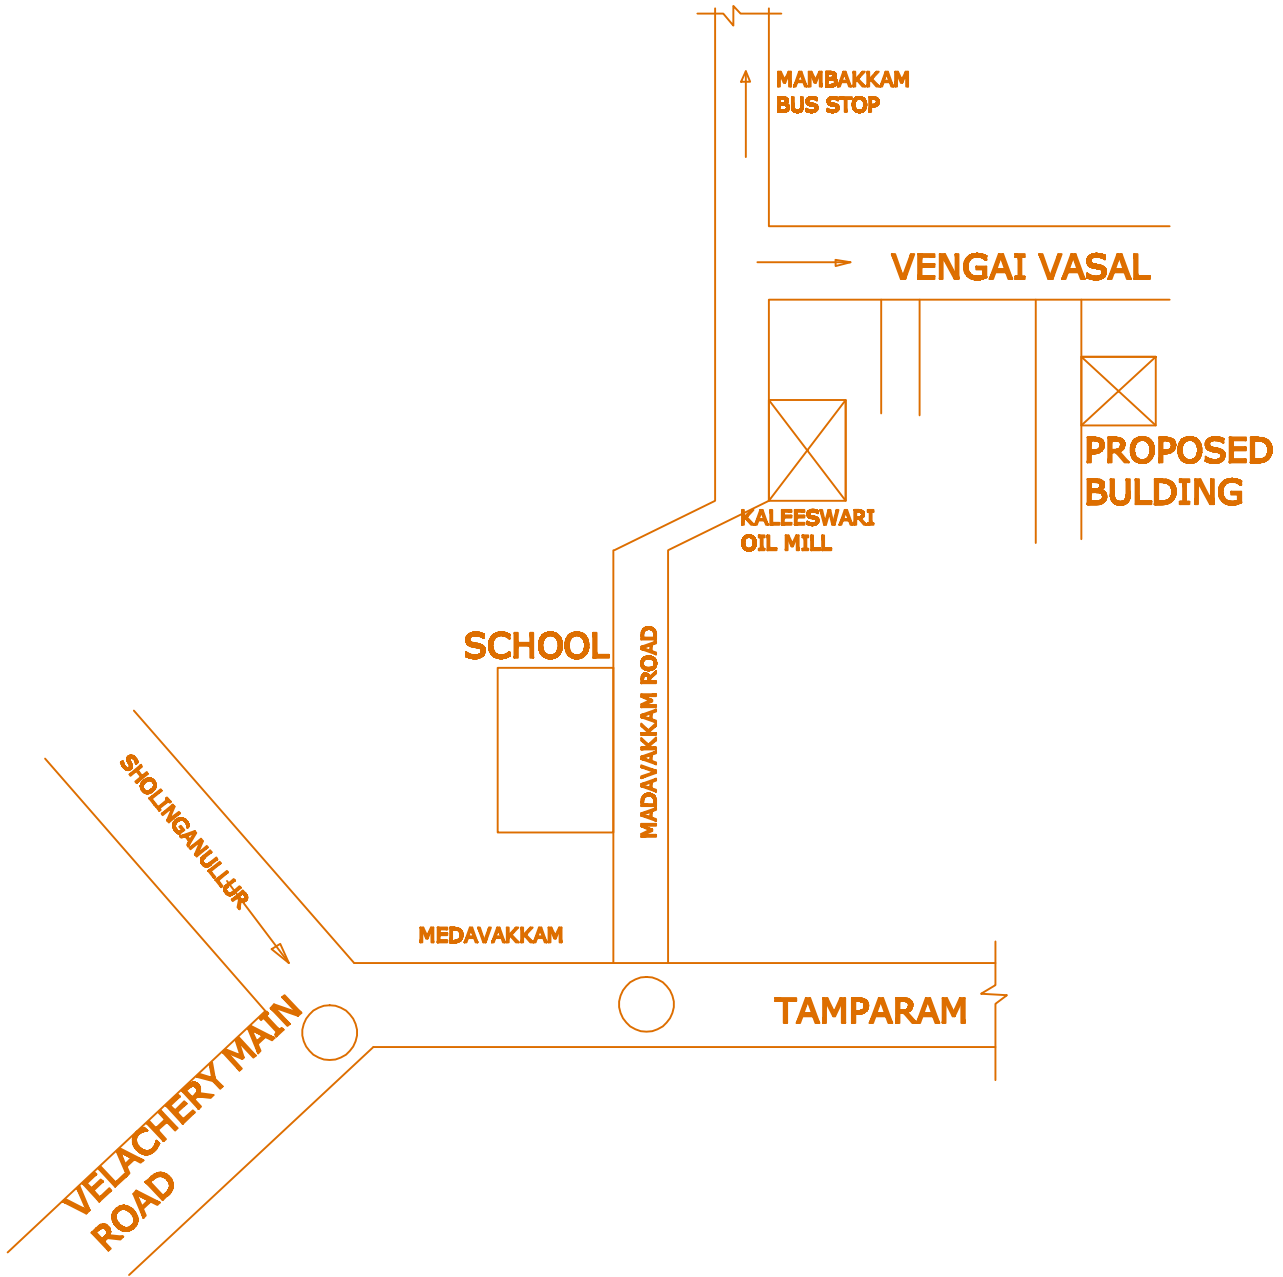 MAMBAKKAM
BUS STOP
VENGAI VASAL
PROPOSED
BULDING
KALEESWARI
OIL MILL
SCHOOL
MADAVAKKAM ROAD
SHOLINGANULLUR
MEDAVAKKAM
TAMPARAM
VELACHERY MAIN
ROAD